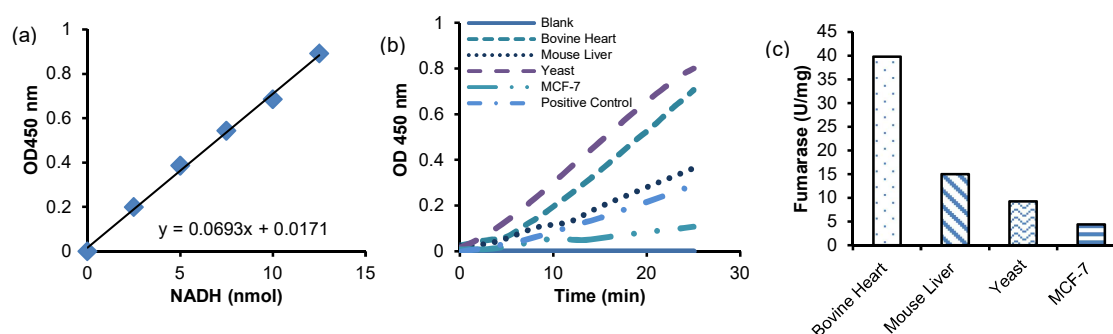 (a)
OD450 nm
1
0.8
0.6
0.4
0.2
0
0
5
10
15
y = 0.0693x + 0.0171
NADH (nmol)
(b)
OD 450 nm
1
0.8
0.6
0.4
0.2
0
Blank
Bovine Heart
Mouse Liver
Yeast
MCF-7
Positive Control
0
10
20
30
Time (min)
(c)
Fumarase (U/mg)
45
40
35
30
25
20
15
10
5
0
Bovine Heart
Mouse Liver
Yeast
MCF-7